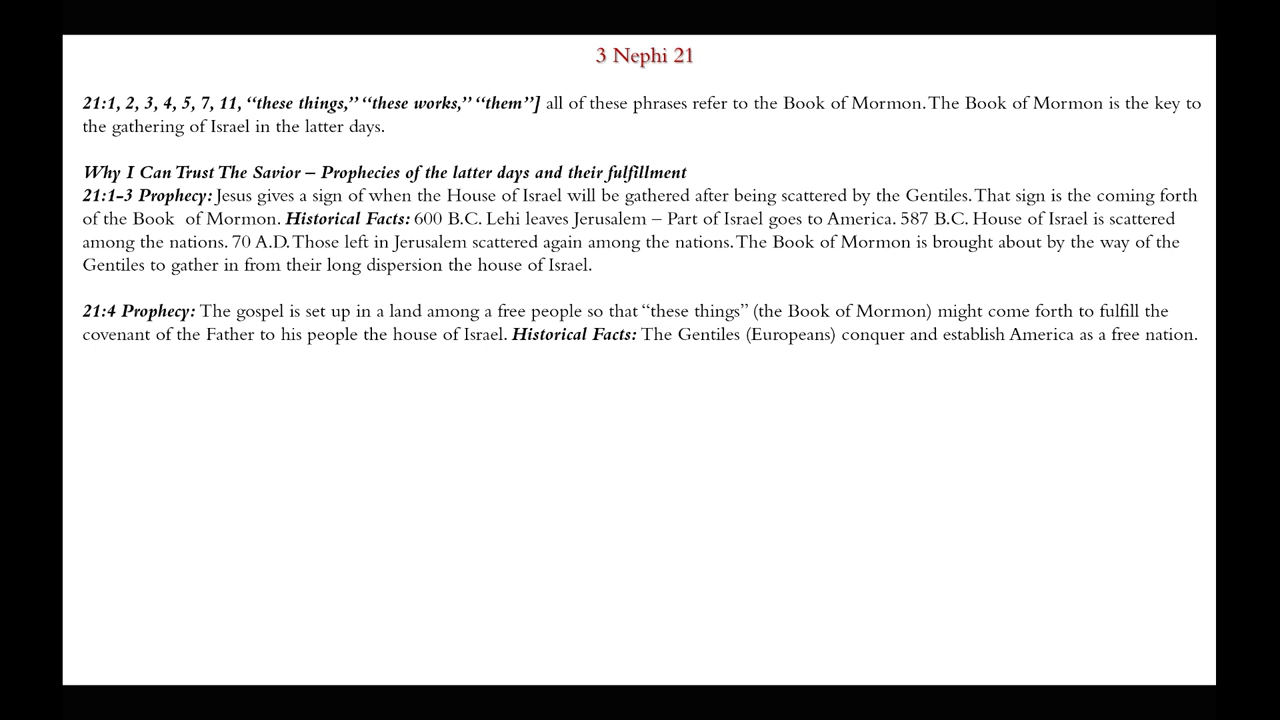 3 Nephi 21
21:1, 2, 3, 4, 5, 7, 11, “these things,” “these works,” “them”] all of these phrases refer to the Book of Mormon. The Book of Mormon is the key to
the gathering of Israel in the latter days.
Why I Can Trust The Savior – Prophecies of the latter days and their fulfillment
21:1-3 Prophecy: Jesus gives a sign of when the House of Israel will be gathered after being scattered by the Gentiles. That sign is the coming forth
of the Book  of Mormon. Historical Facts: 600 B.C. Lehi leaves Jerusalem – Part of Israel goes to America. 587 B.C. House of Israel is scattered
among the nations. 70 A.D. Those left in Jerusalem scattered again among the nations. The Book of Mormon is brought about by the way of the
Gentiles to gather in from their long dispersion the house of Israel.
21:4 Prophecy: The gospel is set up in a land among a free people so that “these things” (the Book of Mormon) might come forth to fulfill the
covenant of the Father to his people the house of Israel. Historical Facts: The Gentiles (Europeans) conquer and establish America as a free nation.